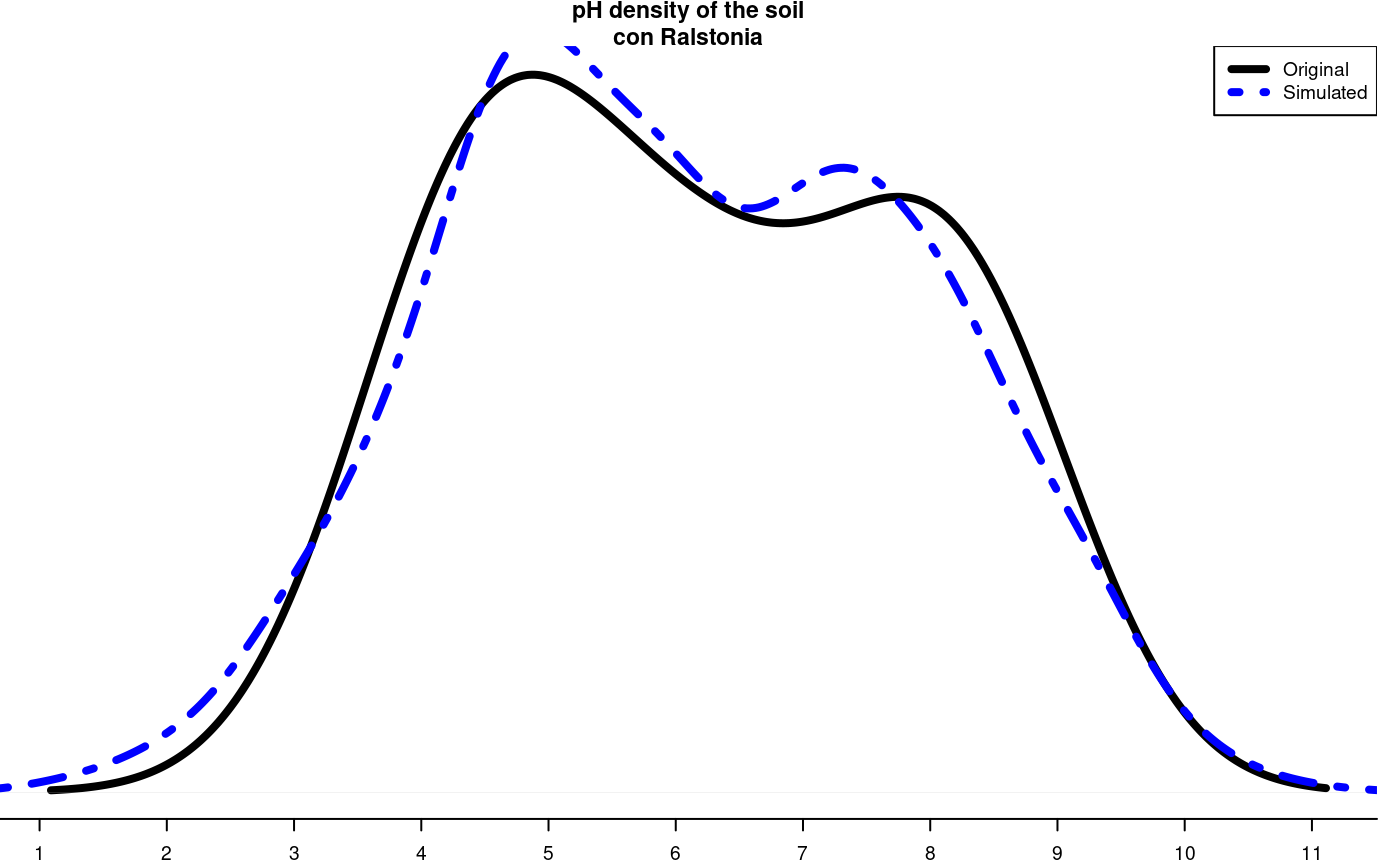 pH density of the soil
con Ralstonia
Original
Simulated
1 2 3 4 5 6 7 8 9 10 11